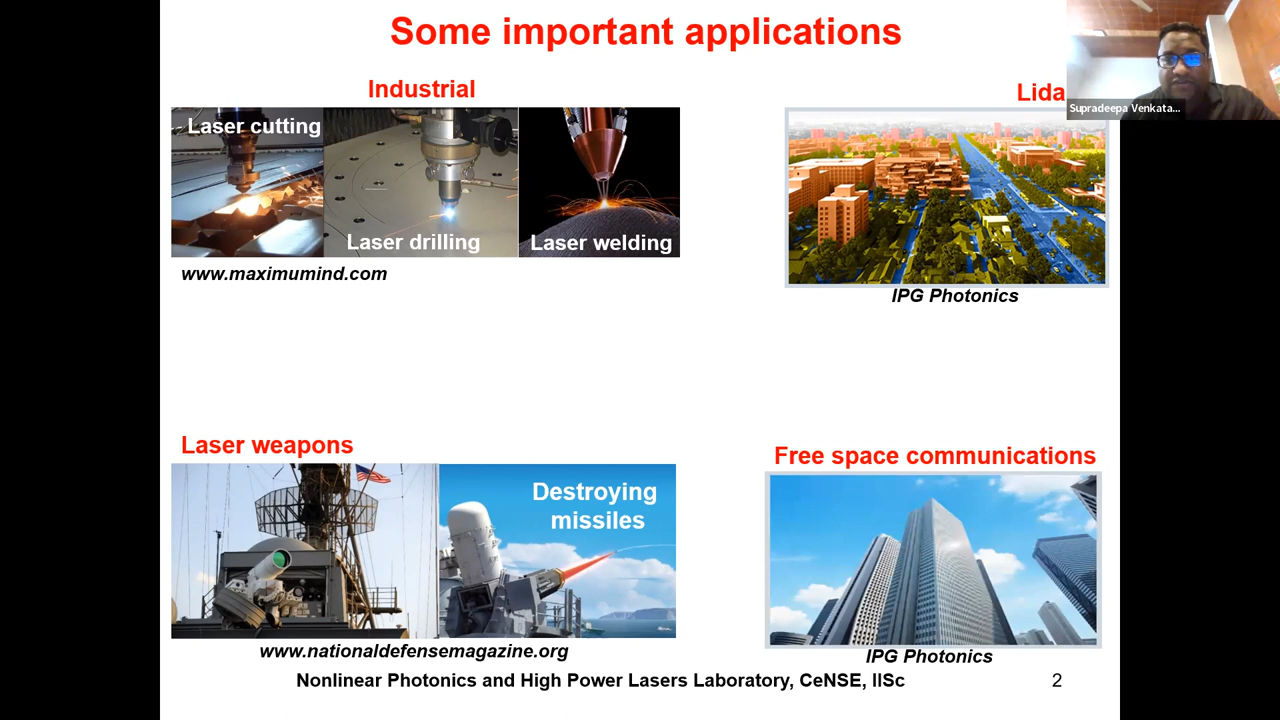 Some important applications
Industrial
Laser cutting
Laser drilling
Laser welding
www.maximumind.com
Lida
Supradeepa Venkata...
IPG Photonics
Laser weapons
Destroying
missiles
www.nationaldefensemagazine.org
Free space communications
IPG Photonics
Nonlinear Photonics and High Power Lasers Laboratory, CeNSE, IISc
2